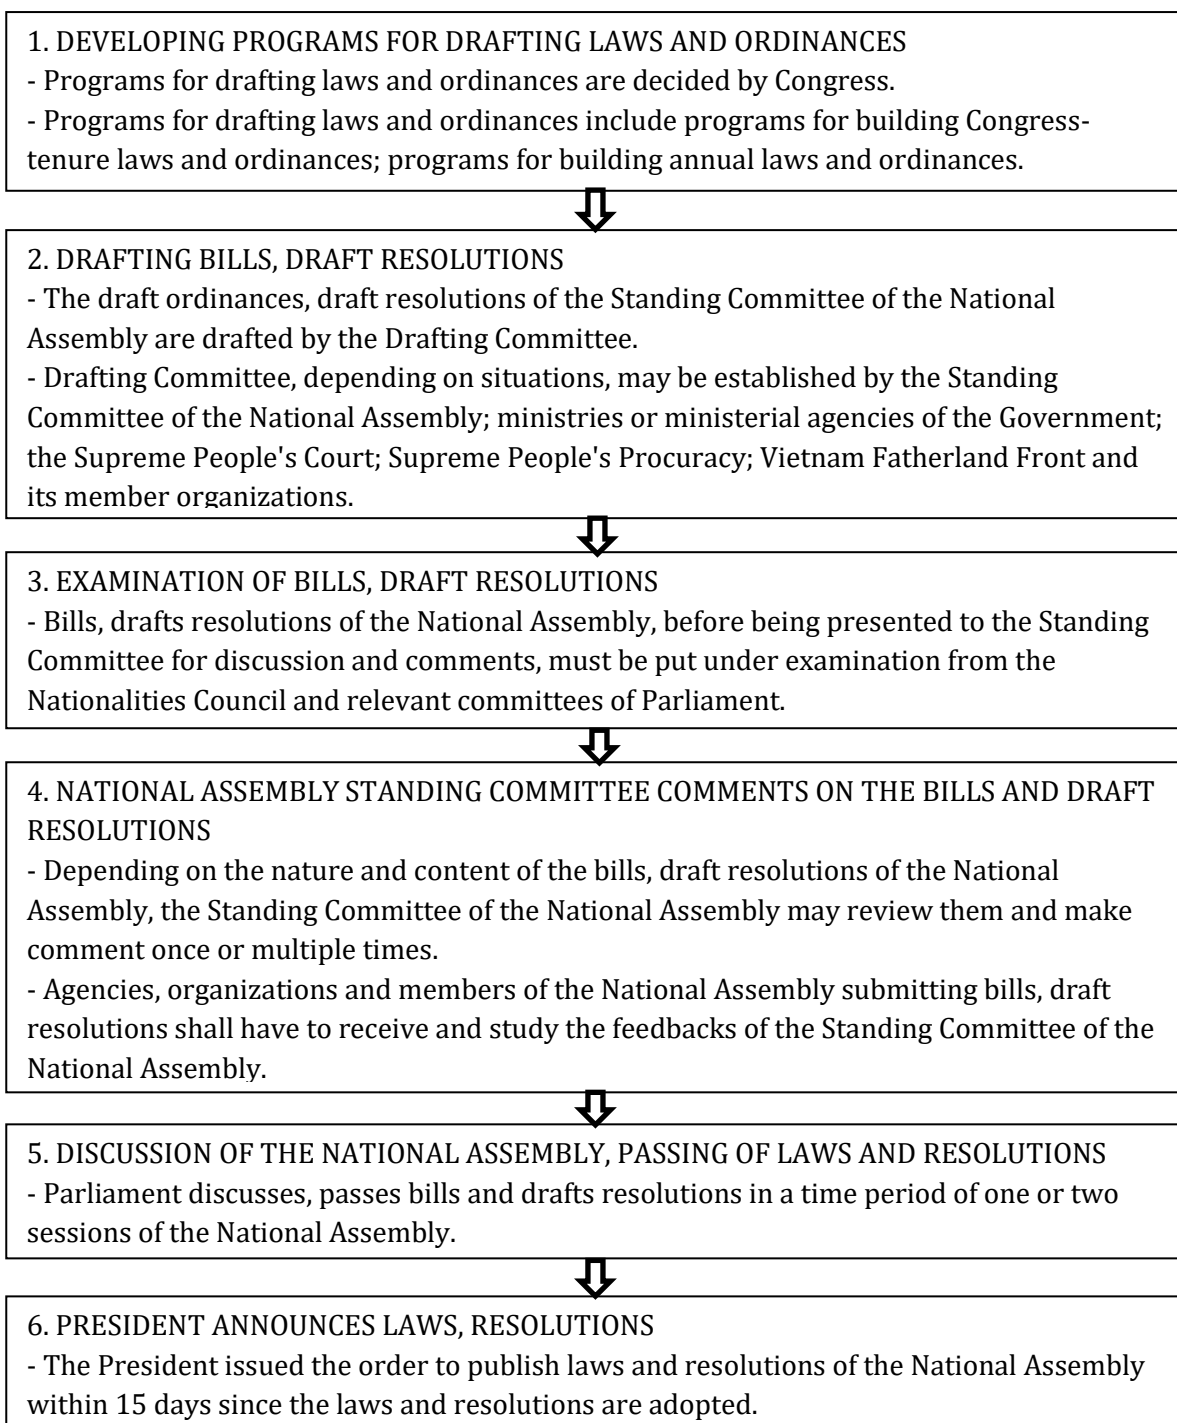 1. DEVELOPING PROGRAMS FOR DRAFTING LAWS AND ORDINANCES
- Programs for drafting laws and ordinances are decided by Congress.
- Programs for drafting laws and ordinances include programs for building Congress-
tenure laws and ordinances; programs for building annual laws and ordinances.
2. DRAFTING BILLS, DRAFT RESOLUTIONS
- The draft ordinances, draft resolutions of the Standing Committee of the National
Assembly are drafted by the Drafting Committee.
- Drafting Committee, depending on situations, may be established by the Standing
Committee of the National Assembly; ministries or ministerial agencies of the Government;
the Supreme People's Court; Supreme People's Procuracy; Vietnam Fatherland Front and
its member organizations.
3. EXAMINATION OF BILLS, DRAFT RESOLUTIONS
- Bills, drafts resolutions of the National Assembly, before being presented to the Standing
Committee for discussion and comments, must be put under examination from the
Nationalities Council and relevant committees of Parliament.
4. NATIONAL ASSEMBLY STANDING COMMITTEE COMMENTS ON THE BILLS AND DRAFT
RESOLUTIONS
- Depending on the nature and content of the bills, draft resolutions of the National
Assembly, the Standing Committee of the National Assembly may review them and make
comment once or multiple times.
- Agencies, organizations and members of the National Assembly submitting bills, draft
resolutions shall have to receive and study the feedbacks of the Standing Committee of the
National Assembly.
5. DISCUSSION OF THE NATIONAL ASSEMBLY, PASSING OF LAWS AND RESOLUTIONS
- Parliament discusses, passes bills and drafts resolutions in a time period of one or two
sessions of the National Assembly.
6. PRESIDENT ANNOUNCES LAWS, RESOLUTIONS
- The President issued the order to publish laws and resolutions of the National Assembly
within 15 days since the laws and resolutions are adopted.